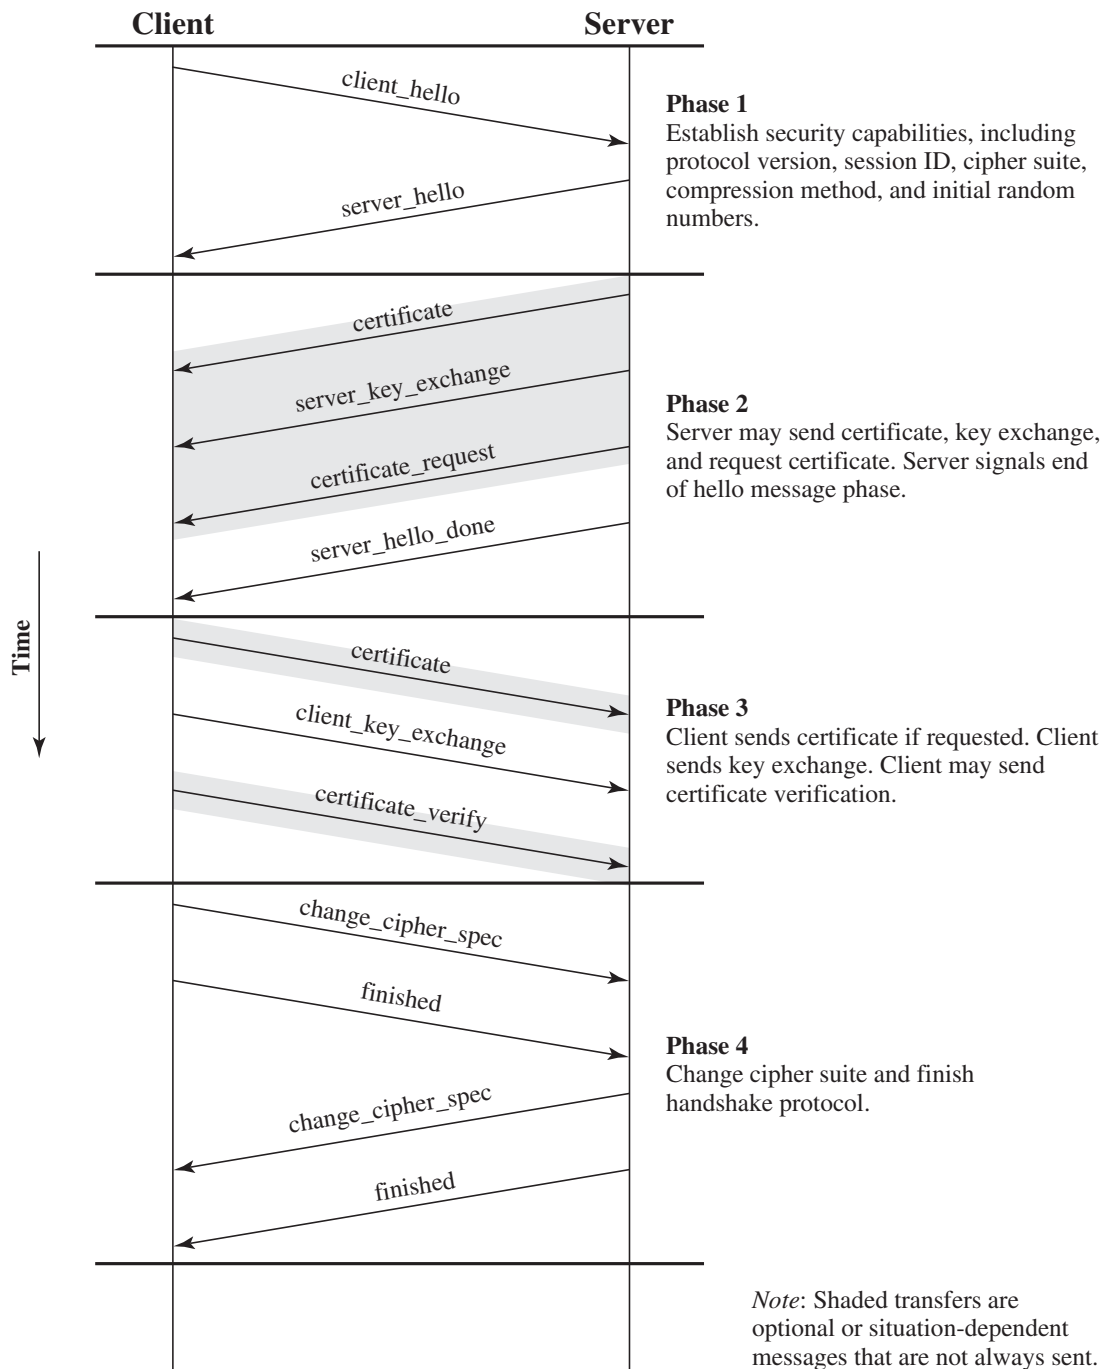 Client
Server
client_hello
Phase 1
Establish security capabilities, including
protocol version, session ID, cipher suite,
compression method, and initial random
numbers.
server_hello
certificate
server_key_exchange
certificate_request
server_hello_done
Phase 2
Server may send certificate, key exchange,
and request certificate. Server signals end
of hello message phase.
Time
certificate
client_key_exchange
certificate_verify
Phase 3
Client sends certificate if requested. Client
sends key exchange. Client may send
certificate verification.
change_cipher_spec
finished
change_cipher_spec
finished
Phase 4
Change cipher suite and finish
handshake protocol.
Note: Shaded transfers are
optional or situation-dependent
messages that are not always sent.